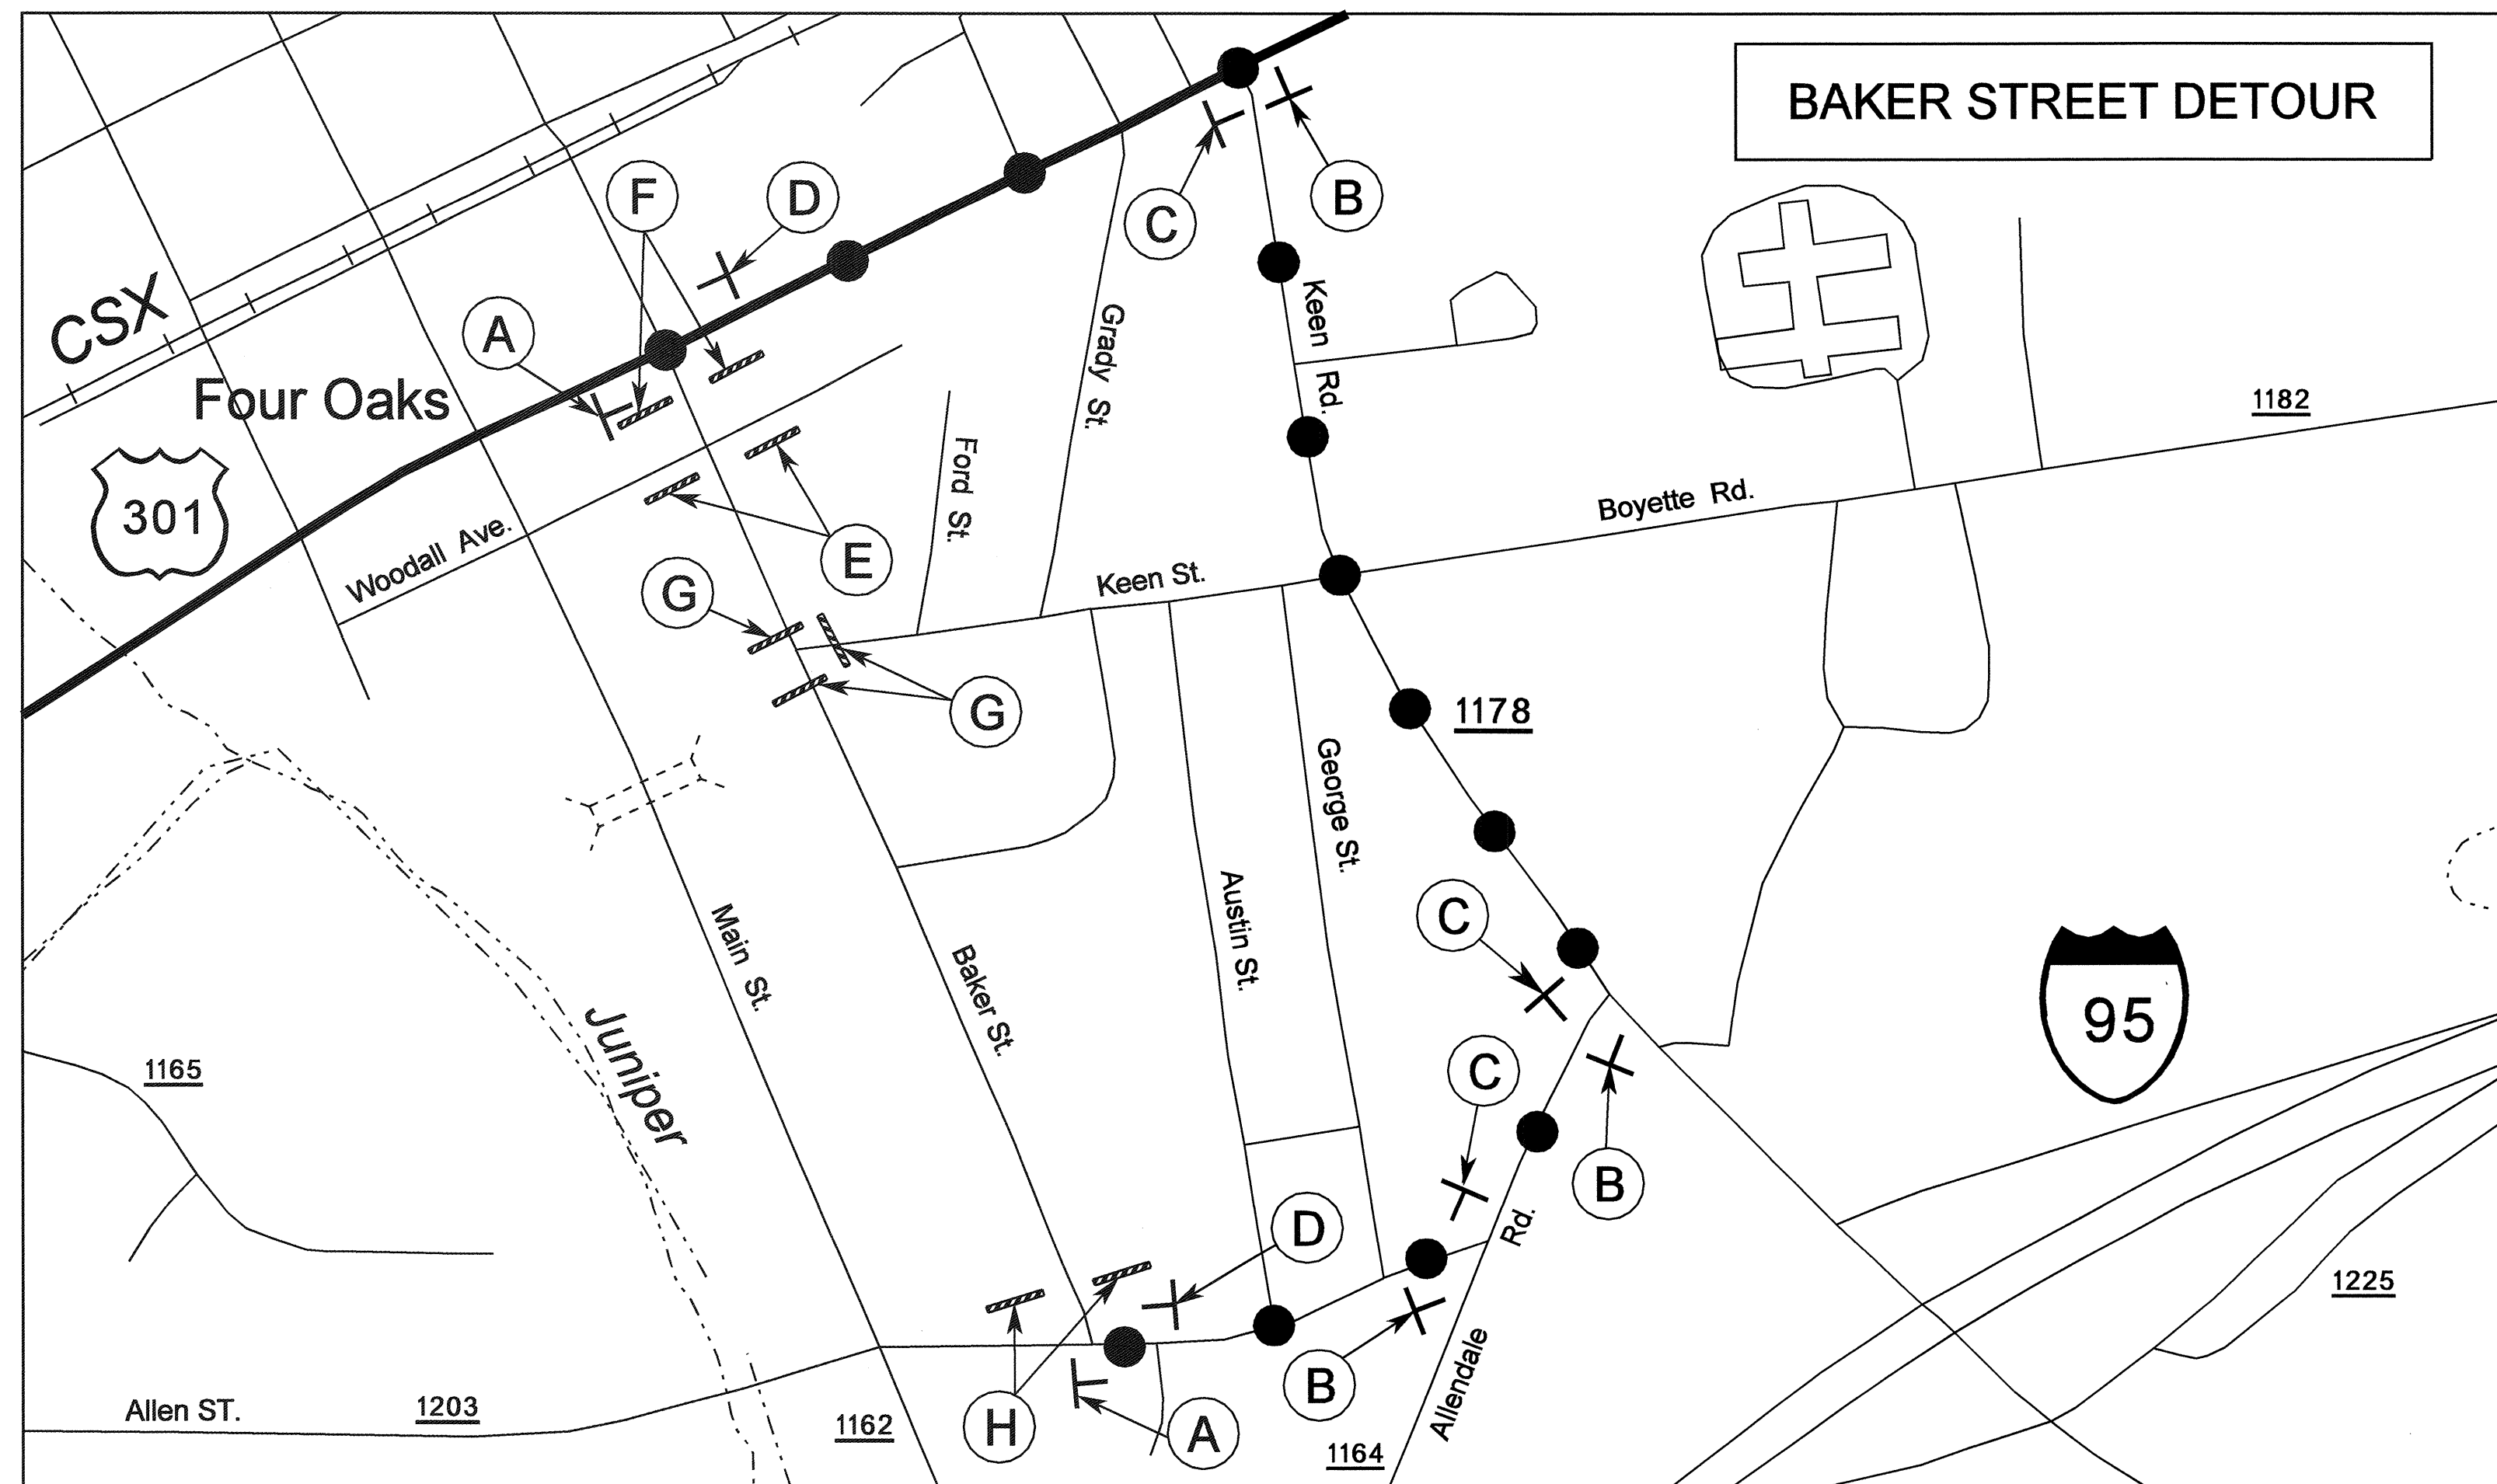 BAKER STREET DETOUR
F
D
C
B
A
CSX
Four Oaks
301
Grady St.
Keen Rd.
1182
Woodall Ave.
Ford St.
E
Boyette Rd.
Keen St.
G
G
1178
George St.
Main St.
Baker St.
Austin St.
C
95
1165
Juniper
C
B
D
Rd.
1225
Allen ST.
1203
1162
H
A
B
Allendale
1164